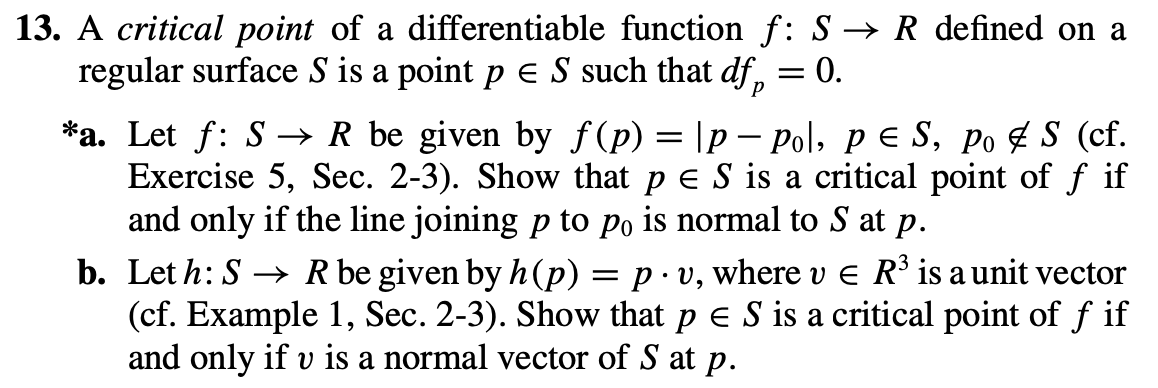 13. A critical point of a differentiable function f: S → R defined on a
regular surface S is a point p ∈ S such that dfₚ = 0.
*a. Let f: S → R be given by f(p) = |p − p₀|, p ∈ S, p₀ ∉ S (cf.
Exercise 5, Sec. 2-3). Show that p ∈ S is a critical point of f if
and only if the line joining p to p₀ is normal to S at p.
b. Let h: S → R be given by h(p) = p · v, where v ∈ R³ is a unit vector
(cf. Example 1, Sec. 2-3). Show that p ∈ S is a critical point of f if
and only if v is a normal vector of S at p.